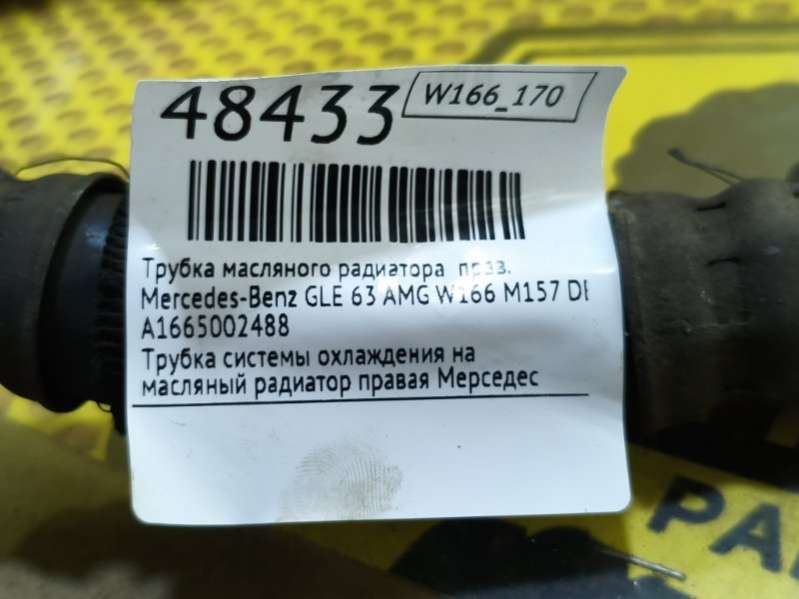 48433
W166_170
Трубка масляного радиатора прав.
Mercedes-Benz GLE 63 AMG W166 M157 DE
A1665002488
Трубка системы охлаждения на
масляный радиатор правая Мерседес